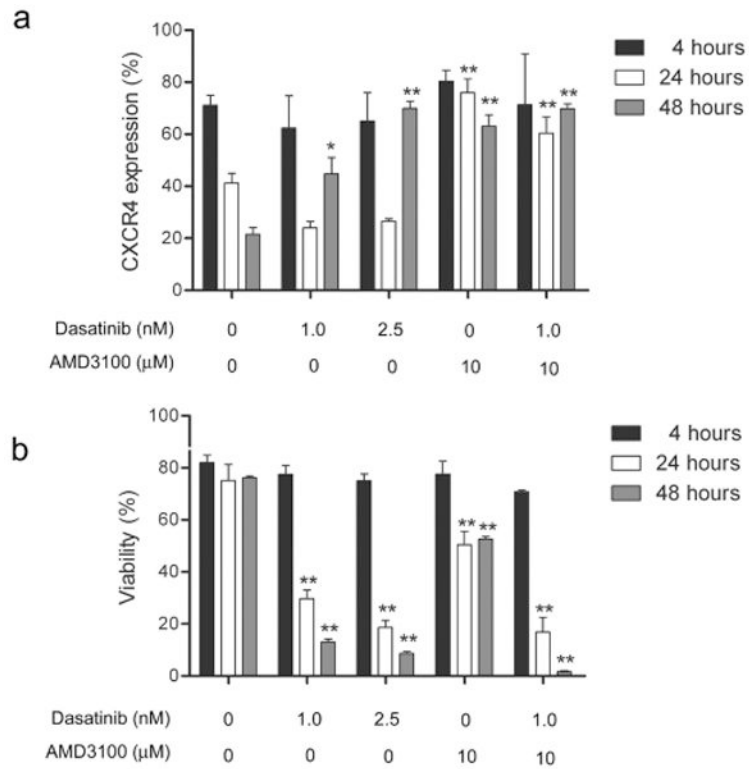 a
100
80
60
40
20
0
CXCR4 expression (%)
4 hours
24 hours
48 hours
*
**
**
**
**
**
Dasatinib (nM) 0 1.0 2.5 0 1.0
AMD3100 (μM) 0 0 0 10 10
b
100
80
60
40
20
0
Viability (%)
4 hours
24 hours
48 hours
**
**
**
**
**
**
**
**
Dasatinib (nM) 0 1.0 2.5 0 1.0
AMD3100 (μM) 0 0 0 10 10